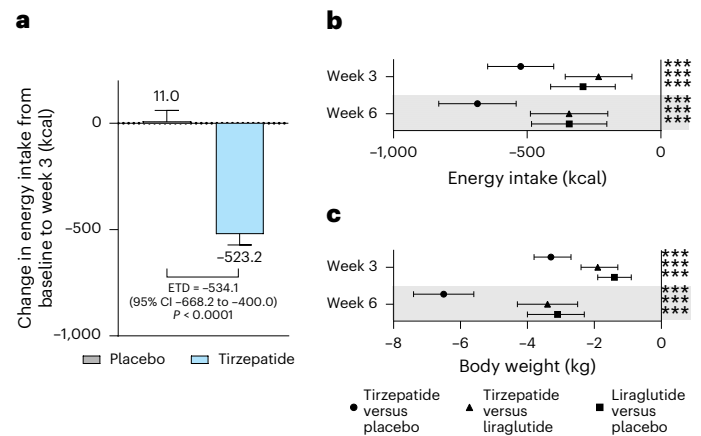 a
Change in energy intake from
baseline to week 3 (kcal)
0
−500
−1,000
11.0
−523.2
ETD = −534.1
(95% CI −668.2 to −400.0)
P < 0.0001
Placebo
Tirzepatide
b
Week 3
***
***
***
Week 6
***
***
***
−1,000
−500
0
Energy intake (kcal)
c
Week 3
***
***
***
Week 6
***
***
***
−8
−6
−4
−2
0
Body weight (kg)
Tirzepatide
versus
placebo
Tirzepatide
versus
liraglutide
Liraglutide
versus
placebo